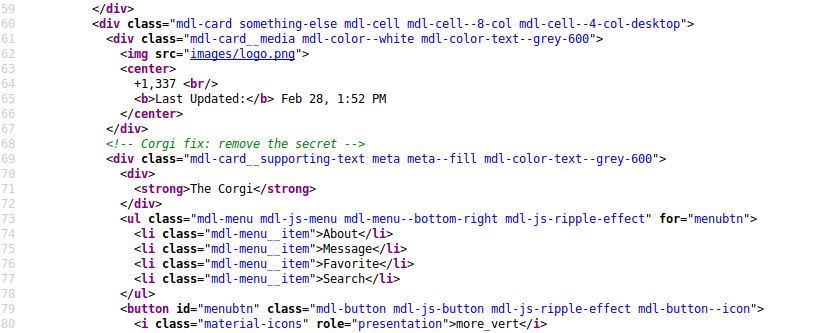 59 </div>
60 <div class="mdl-card something-else mdl-cell mdl-cell--8-col mdl-cell--4-col-desktop">
61 <div class="mdl-card__media mdl-color--white mdl-color-text--grey-600">
62 <img src="images/logo.png">
63 <center>
64 +1,337 <br/>
65 <b>Last Updated:</b> Feb 28, 1:52 PM
66 </center>
67 </div>
68 <!-- Corgi fix: remove the secret -->
69 <div class="mdl-card__supporting-text meta meta--fill mdl-color-text--grey-600">
70 <div>
71 <strong>The Corgi</strong>
72 </div>
73 <ul class="mdl-menu mdl-js-menu mdl-menu--bottom-right mdl-js-ripple-effect" for="menubtn">
74 <li class="mdl-menu__item">About</li>
75 <li class="mdl-menu__item">Message</li>
76 <li class="mdl-menu__item">Favorite</li>
77 <li class="mdl-menu__item">Search</li>
78 </ul>
79 <button id="menubtn" class="mdl-button mdl-js-button mdl-js-ripple-effect mdl-button--icon">
80 <i class="material-icons" role="presentation">more_vert</i>